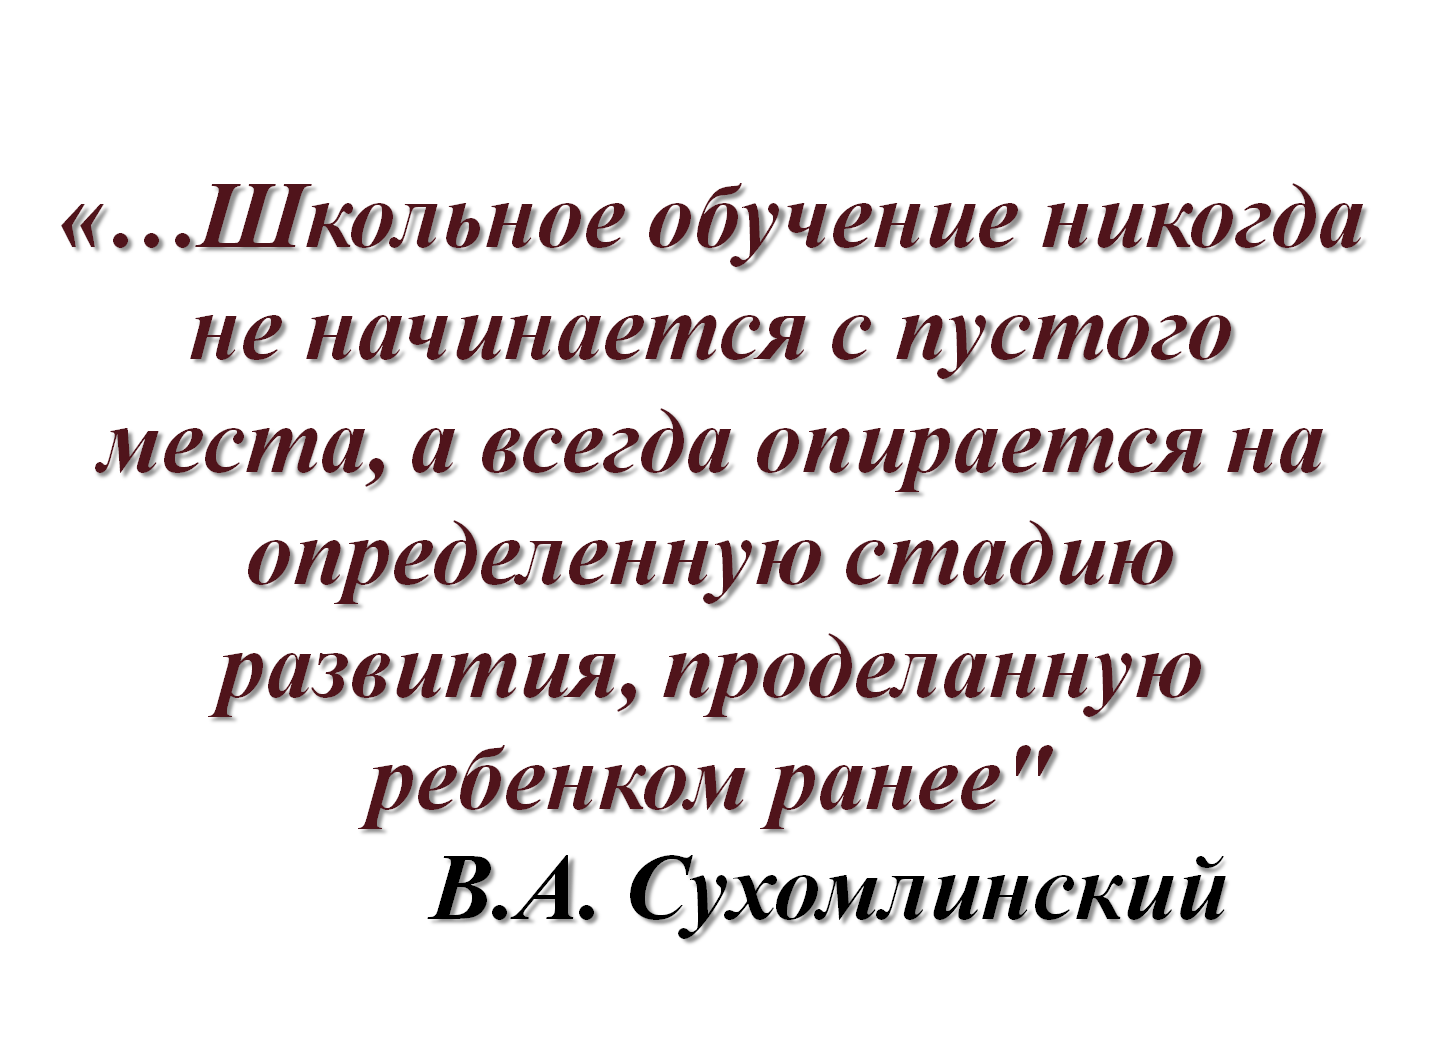 «…Школьное обучение никогда
не начинается с пустого
места, а всегда опирается на
определенную стадию
развития, проделанную
ребенком ранее"
В.А. Сухомлинский